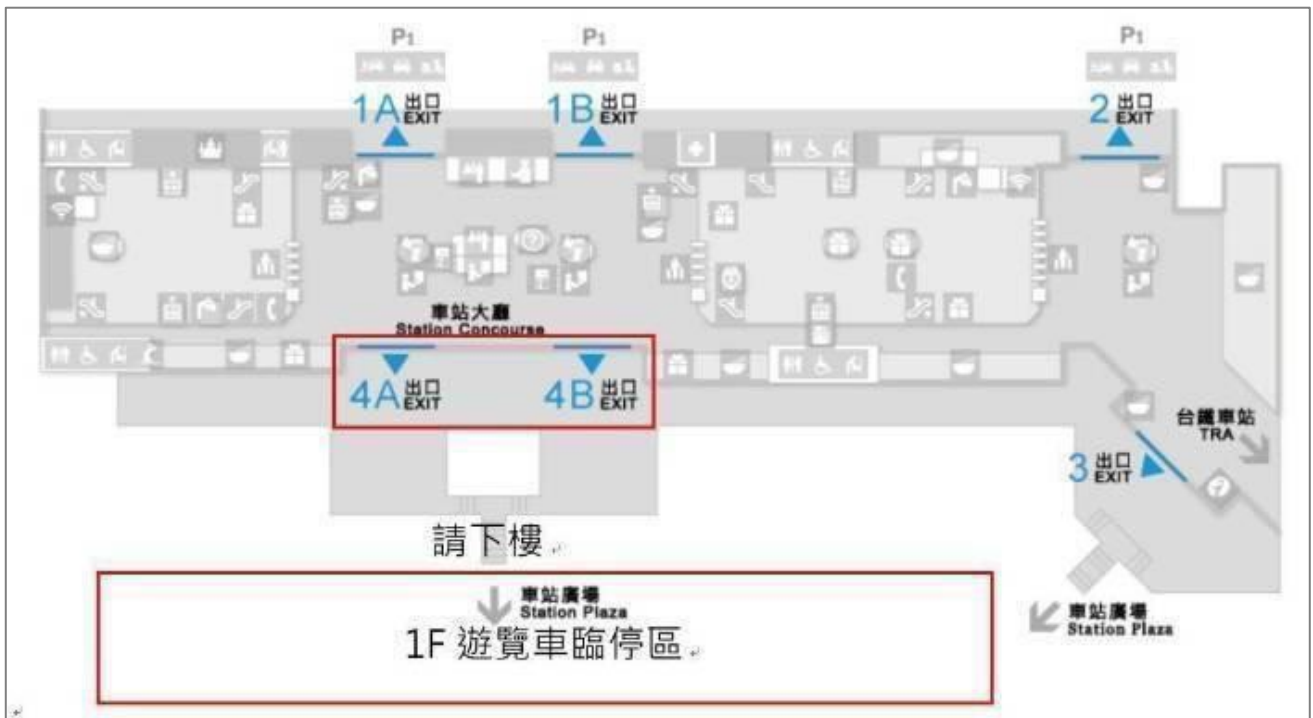 P1
P1
P1
1A 出口 EXIT
1B 出口 EXIT
2 出口 EXIT
車站大廳
Station Concourse
4A 出口 EXIT
4B 出口 EXIT
台鐵車站
TRA
3 出口 EXIT
請下樓
車站廣場
Station Plaza
車站廣場
Station Plaza
1F 遊覽車臨停區